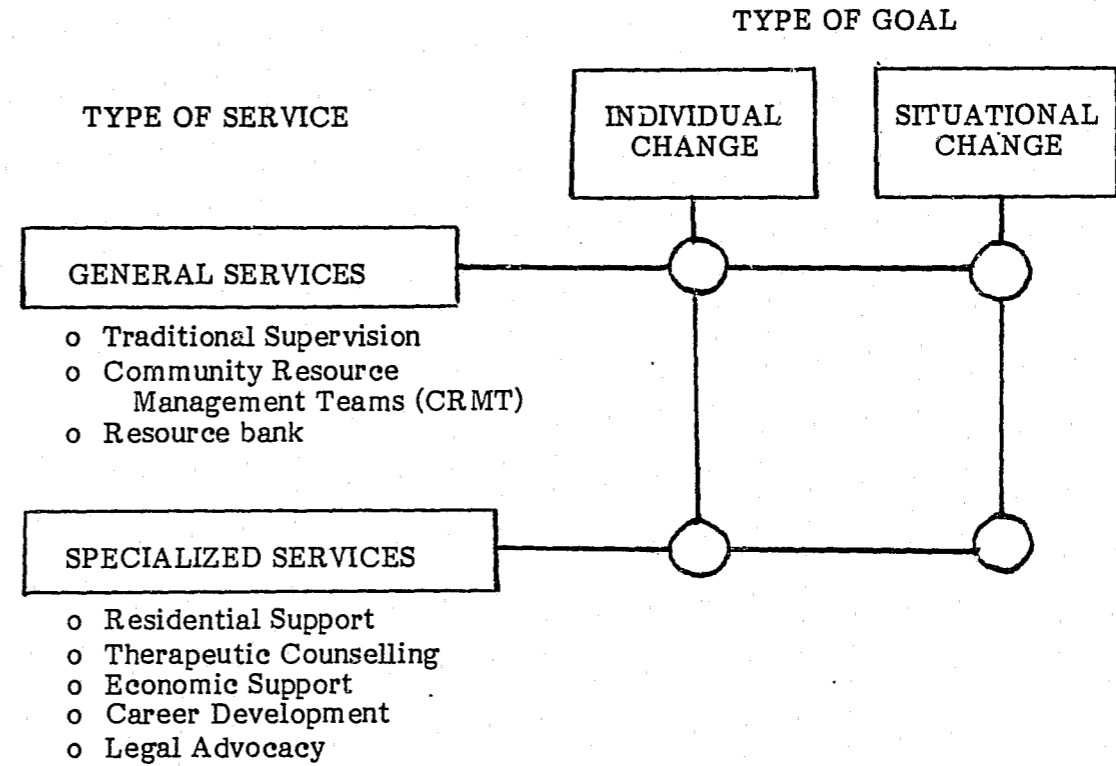 TYPE OF GOAL
TYPE OF SERVICE
INDIVIDUAL
CHANGE
SITUATIONAL
CHANGE
GENERAL SERVICES
o Traditional Supervision
o Community Resource
Management Teams (CRMT)
o Resource bank
SPECIALIZED SERVICES
o Residential Support
o Therapeutic Counselling
o Economic Support
o Career Development
o Legal Advocacy